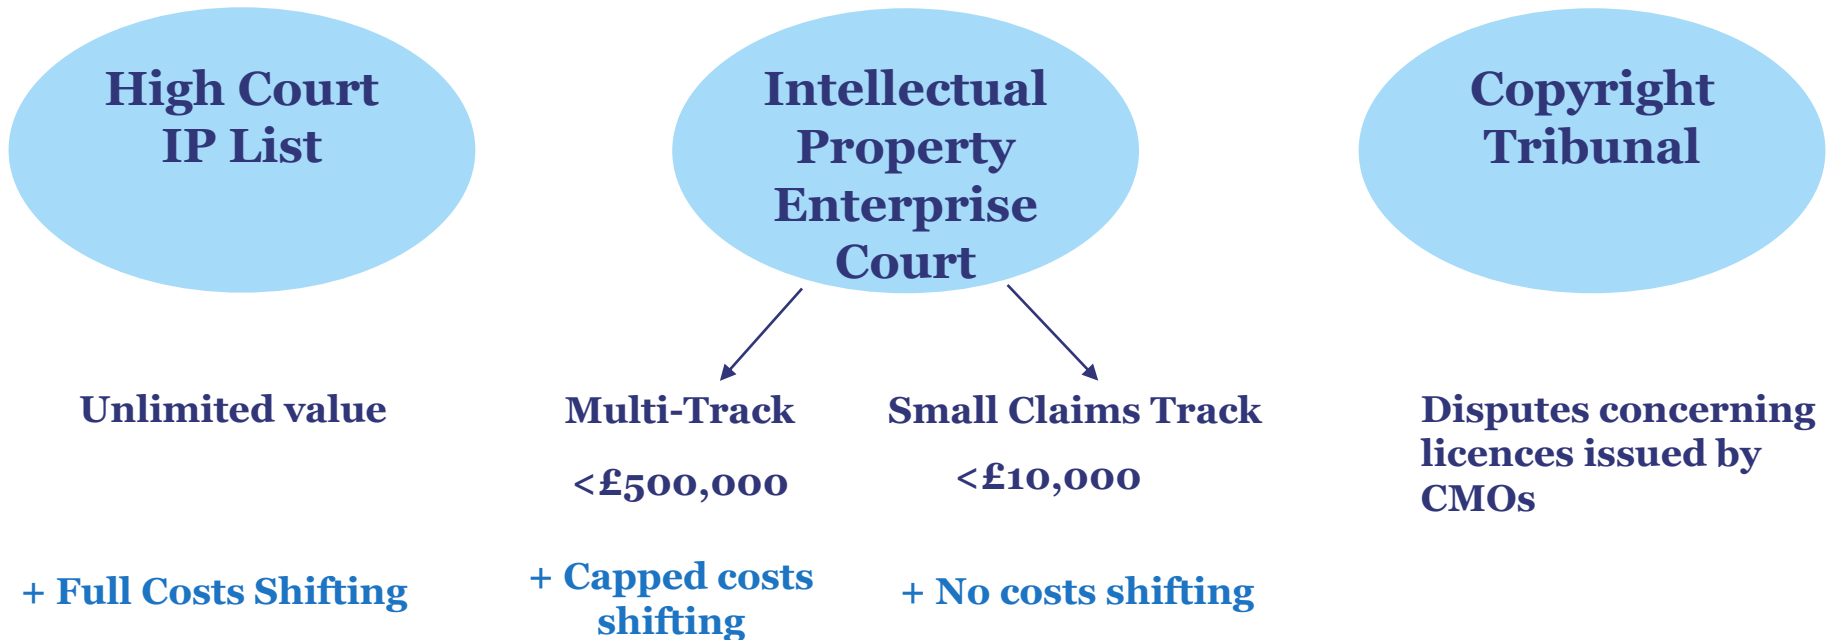 High Court
IP List
Intellectual
Property
Enterprise
Court
Copyright
Tribunal
Unlimited value
Multi-Track
<£500,000
Small Claims Track
<£10,000
Disputes concerning
licences issued by
CMOs
+ Full Costs Shifting
+ Capped costs
shifting
+ No costs shifting